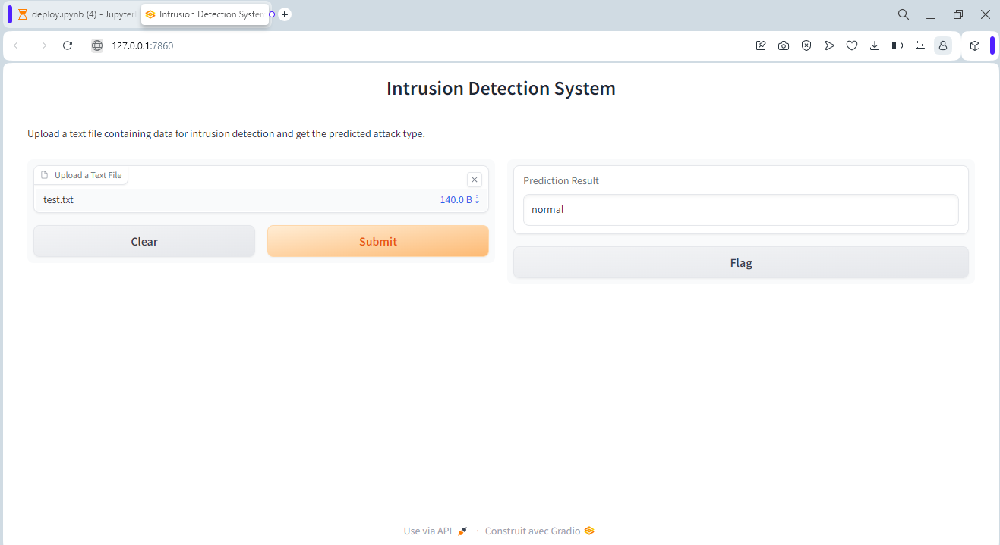 deploy.ipynb (4) - Jupyter
Intrusion Detection System
127.0.0.1:7860
Intrusion Detection System
Upload a text file containing data for intrusion detection and get the predicted attack type.
Upload a Text File
test.txt 140.0 B ⇣
Clear Submit
Prediction Result
normal
Flag
Use via API 🚀 · Construit avec Gradio